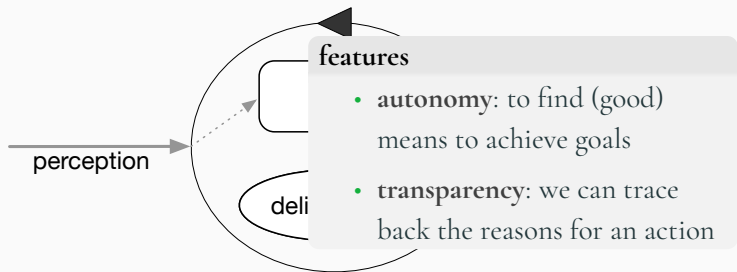 features
• autonomy: to find (good)
means to achieve goals
• transparency: we can trace
back the reasons for an action
perception
deli